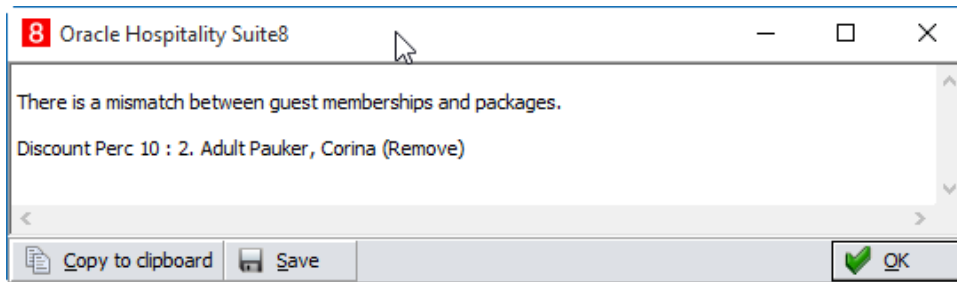 8 Oracle Hospitality Suite8
There is a mismatch between guest memberships and packages.
Discount Perc 10 : 2. Adult Pauker, Corina (Remove)
Copy to clipboard Save OK